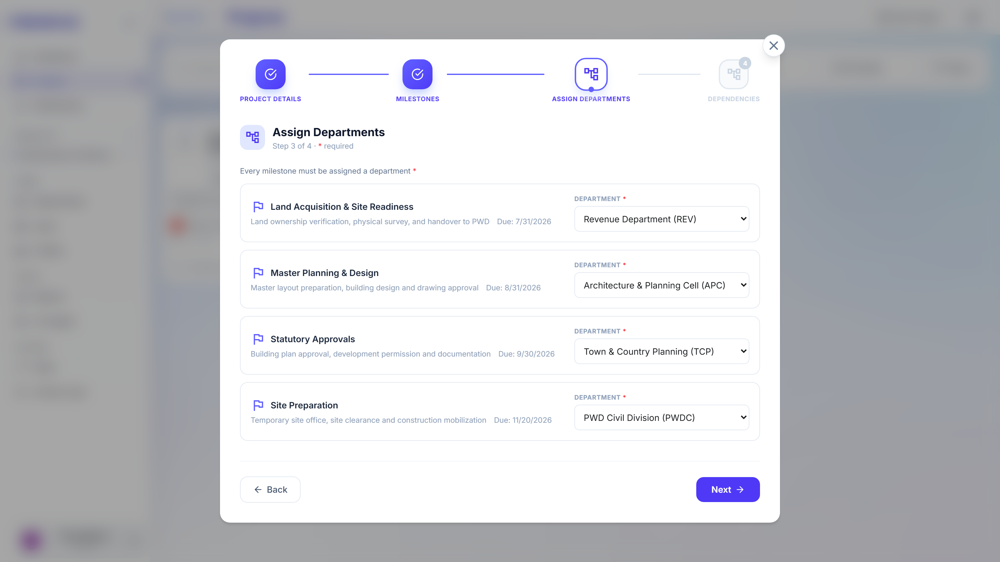 4
PROJECT DETAILS
MILESTONES
ASSIGN DEPARTMENTS
DEPENDENCIES
Assign Departments
Step 3 of 4 · * required
Every milestone must be assigned a department *
Land Acquisition & Site Readiness
Land ownership verification, physical survey, and handover to PWD Due: 7/31/2026
DEPARTMENT *
Revenue Department (REV)
Master Planning & Design
Master layout preparation, building design and drawing approval Due: 8/31/2026
DEPARTMENT *
Architecture & Planning Cell (APC)
Statutory Approvals
Building plan approval, development permission and documentation Due: 9/30/2026
DEPARTMENT *
Town & Country Planning (TCP)
Site Preparation
Temporary site office, site clearance and construction mobilization Due: 11/20/2026
DEPARTMENT *
PWD Civil Division (PWDC)
Back
Next